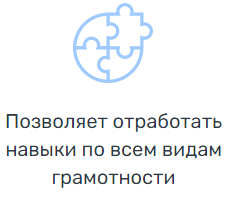 Позволяет отработать
навыки по всем видам
грамотности